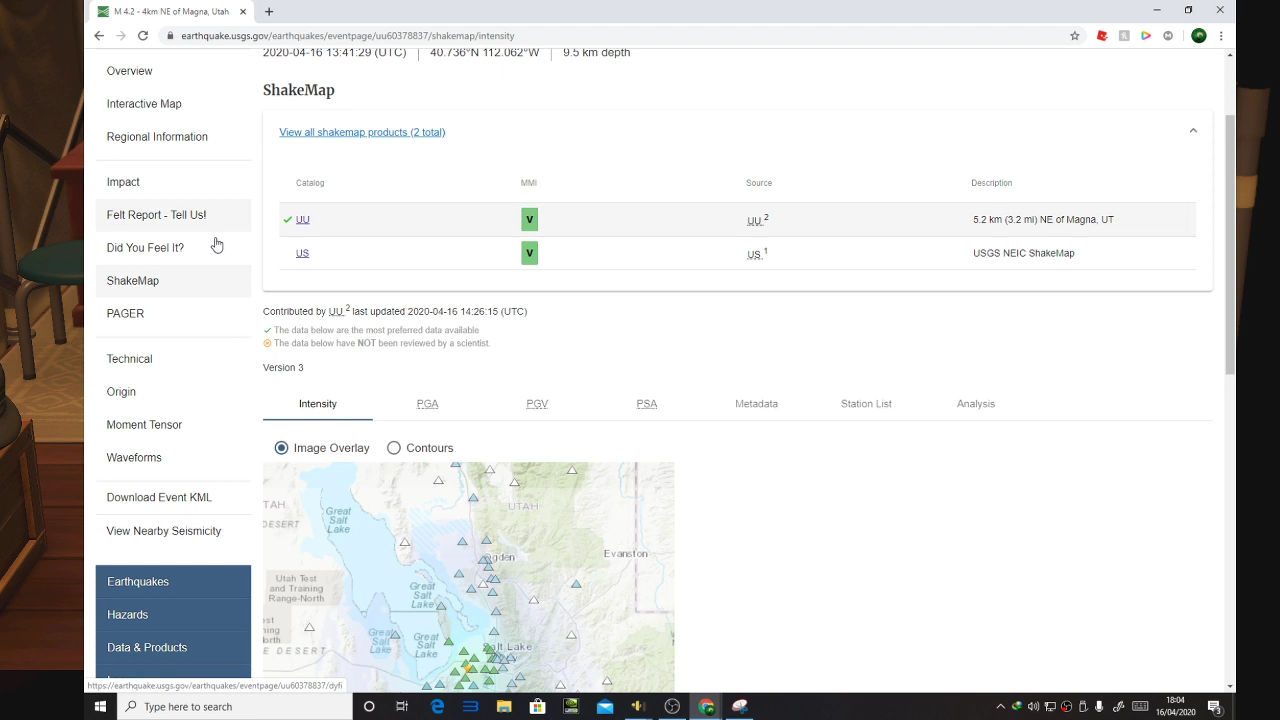 M 4.2 - 4km NE of Magna, Utah
earthquake.usgs.gov/earthquakes/eventpage/uu60378837/shakemap/intensity
2020-04-16 13:41:29 (UTC) 40.736°N 112.062°W 9.5 km depth
Overview
Interactive Map
Regional Information
Impact
Felt Report - Tell Us!
Did You Feel It?
ShakeMap
PAGER
Technical
Origin
Moment Tensor
Waveforms
Download Event KML
View Nearby Seismicity
Earthquakes
Hazards
Data & Products
ShakeMap
View all shakemap products (2 total)
Catalog MMI Source Description
UU V UU 2 5.2 km (3.2 mi) NE of Magna, UT
US V US 1 USGS NEIC ShakeMap
Contributed by UU 2 last updated 2020-04-16 14:26:15 (UTC)
The data below are the most preferred data available
The data below have NOT been reviewed by a scientist.
Version 3
Intensity PGA PGV PSA Metadata Station List Analysis
Image Overlay Contours
UTAH
DESERT
Great
Salt
Lake
UTAH
Ogden
Evanston
Utah Test
and Training
Range-North
Great
Salt
Lake
Great
Salt
Great
Salt
Salt Lake
DESERT
https://earthquake.usgs.gov/earthquakes/eventpage/uu60378837/dyfi
Type here to search
18:04
16/04/2020
3